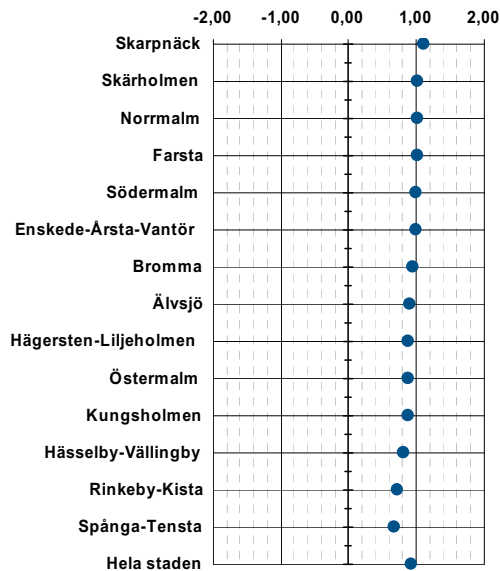 -2,00 -1,00 0,00 1,00 2,00
Skarpnäck
Skärholmen
Norrmalm
Farsta
Södermalm
Enskede-Årsta-Vantör
Bromma
Älvsjö
Hägersten-Liljeholmen
Östermalm
Kungsholmen
Hässelby-Vällingby
Rinkeby-Kista
Spånga-Tensta
Hela staden